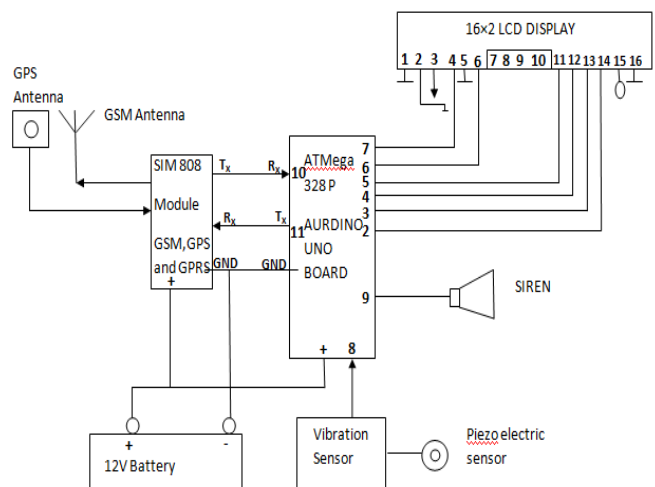 16×2 LCD DISPLAY
1 2 3 4 5 6 7 8 9 10 11 12 13 14 15 16
GPS
Antenna
GSM Antenna
SIM 808
Module
GSM,GPS
and GPRS
+
Tx
Rx
Rx
Tx
GND
GND
10
11
ATMega
328 P
AURDINO
UNO
BOARD
7
6
5
4
3
2
9
+
8
SIREN
+
-
12V Battery
Vibration
Sensor
Piezo electric
sensor